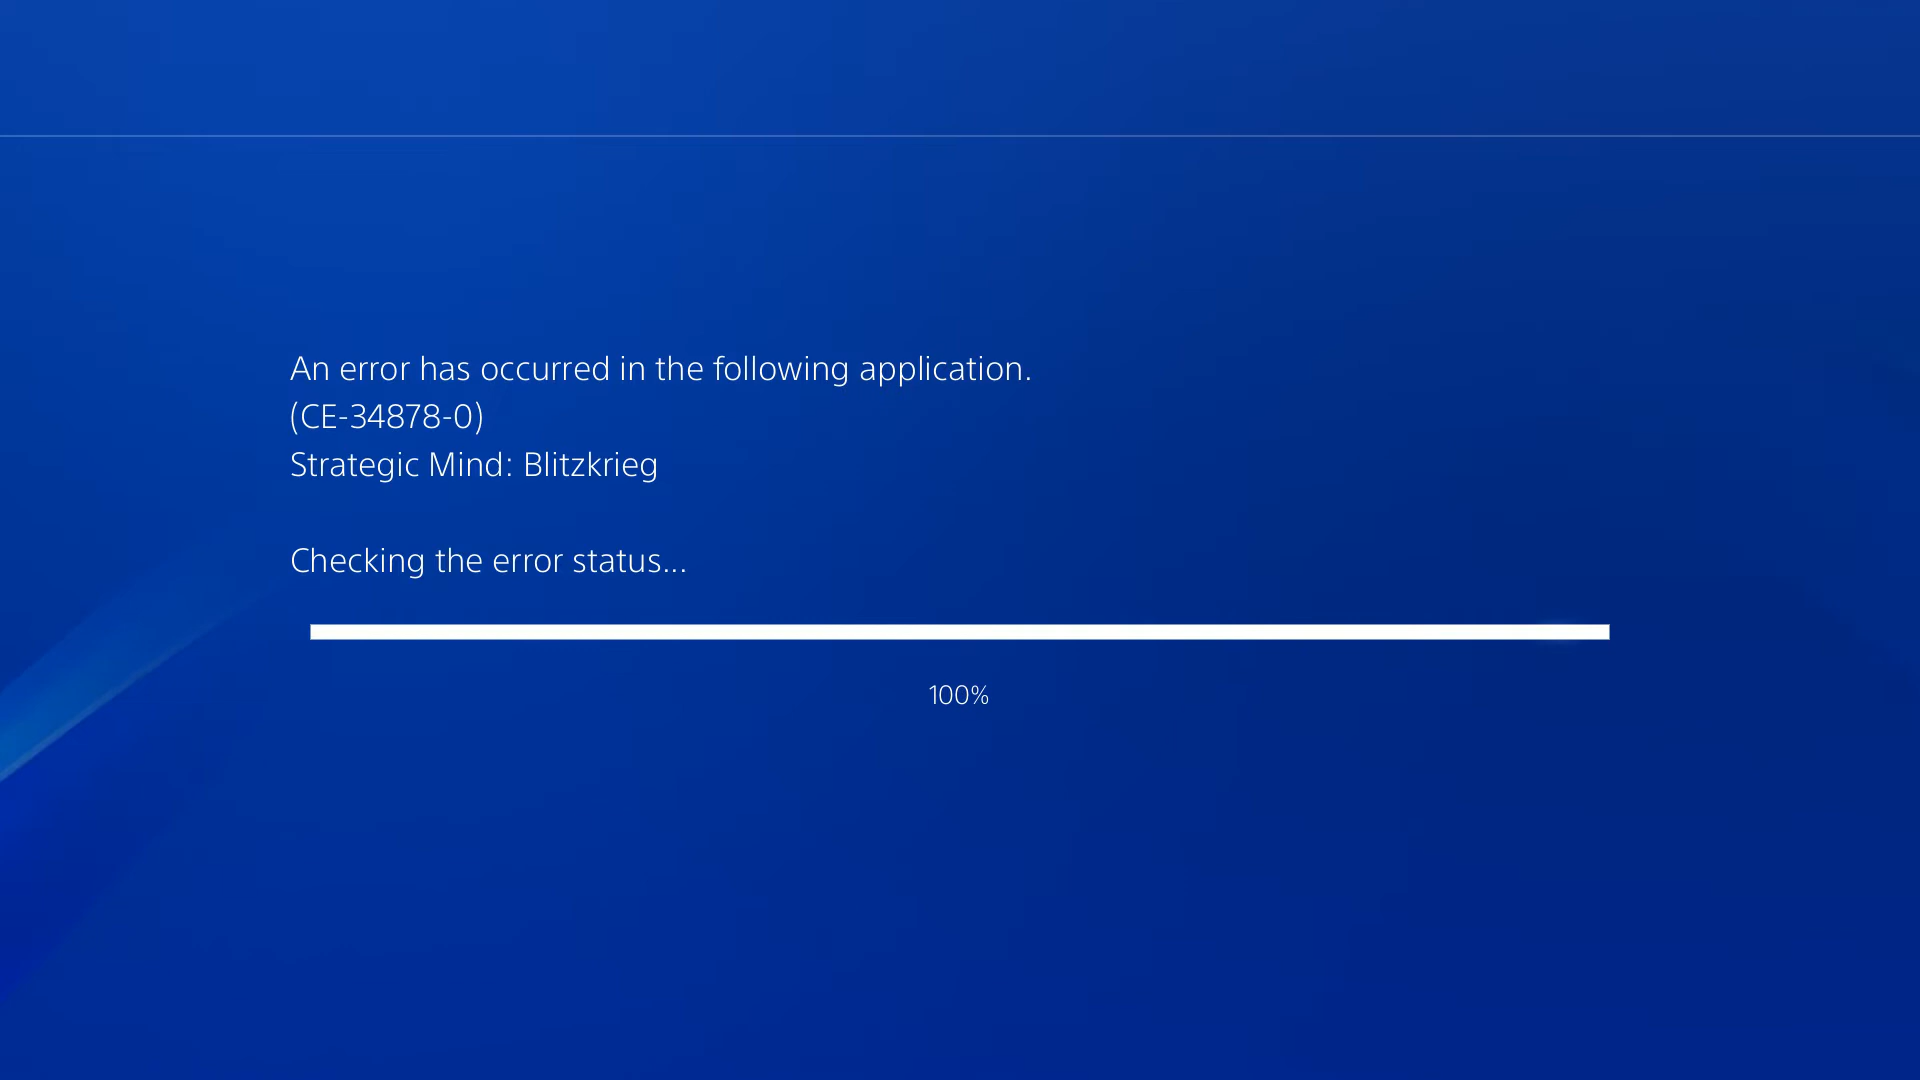 An error has occurred in the following application.
(CE-34878-0)
Strategic Mind: Blitzkrieg
Checking the error status...
100%